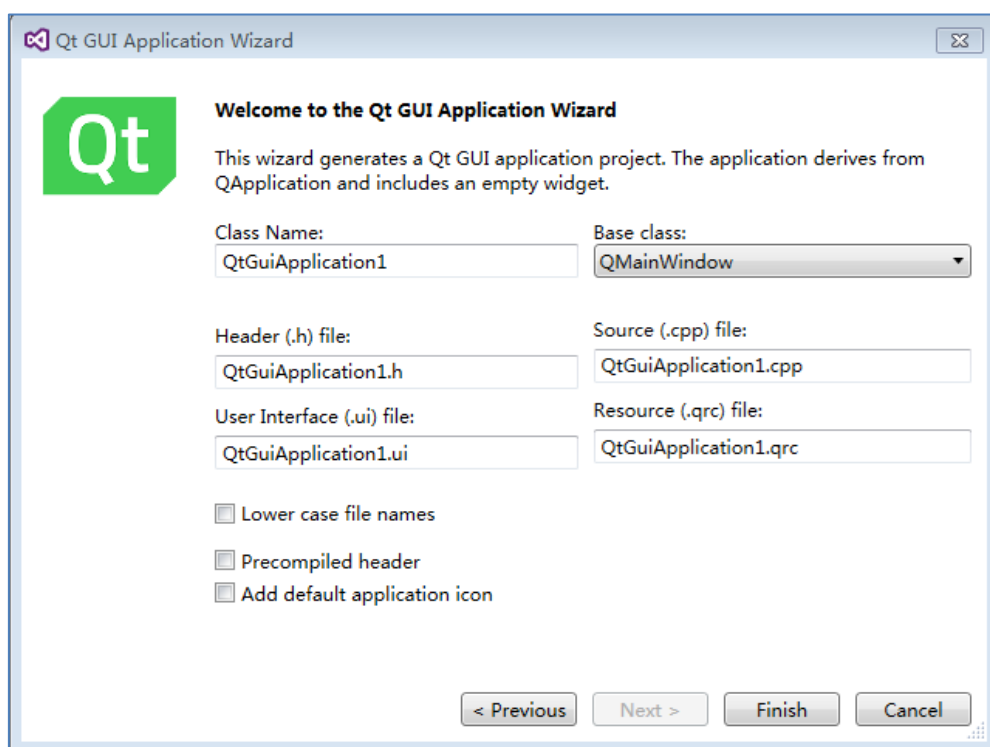 Qt GUI Application Wizard
Qt
Welcome to the Qt GUI Application Wizard
This wizard generates a Qt GUI application project. The application derives from
QApplication and includes an empty widget.
Class Name:
Base class:
QtGuiApplication1
QMainWindow
Header (.h) file:
Source (.cpp) file:
QtGuiApplication1.h
QtGuiApplication1.cpp
User Interface (.ui) file:
Resource (.qrc) file:
QtGuiApplication1.ui
QtGuiApplication1.qrc
Lower case file names
Precompiled header
Add default application icon
< Previous
Next >
Finish
Cancel